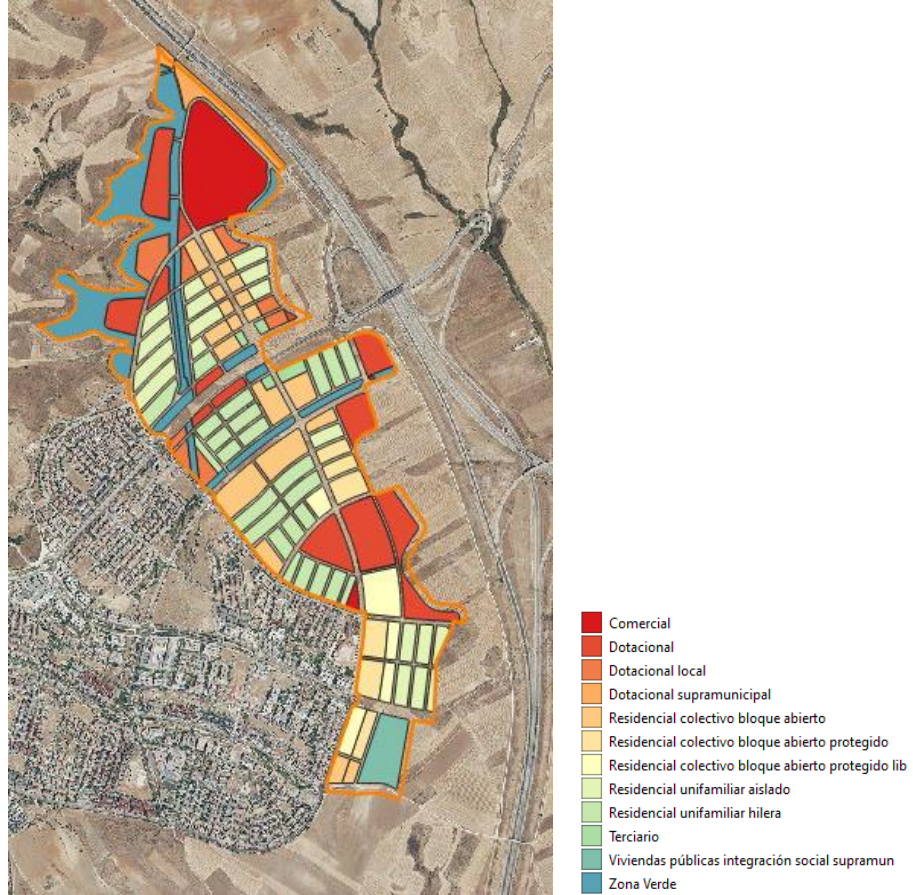 Comercial
Dotacional
Dotacional local
Dotacional supramunicipal
Residencial colectivo bloque abierto
Residencial colectivo bloque abierto protegido
Residencial colectivo bloque abierto protegido lib
Residencial unifamiliar aislado
Residencial unifamiliar hilera
Terciario
Viviendas públicas integración social supramun
Zona Verde